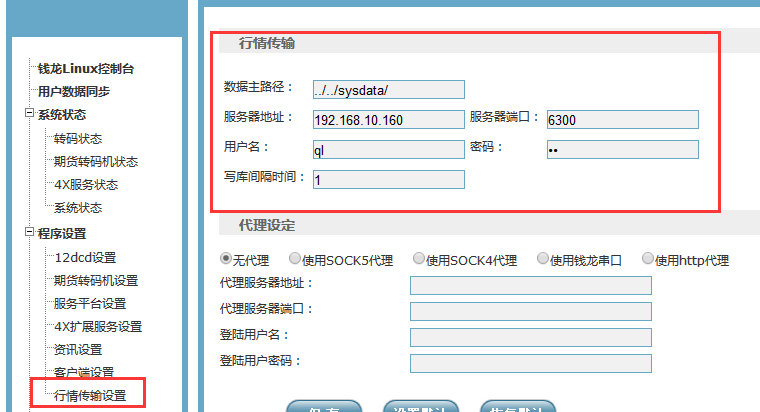 钱龙Linux控制台
用户数据同步
系统状态
转码状态
期货转码机状态
4X服务状态
系统状态
程序设置
12dcd设置
期货转码机设置
服务平台设置
4X扩展服务设置
资讯设置
客户端设置
行情传输设置
行情传输
数据主路径： ../../sysdata/
服务器地址： 192.168.10.160 服务器端口： 6300
用户名： ql 密码： ••
写库间隔时间： 1
代理设定
无代理 使用SOCK5代理 使用SOCK4代理 使用钱龙串口 使用http代理
代理服务器地址：
代理服务器端口：
登陆用户名：
登陆用户密码：
保 存 设置默认 恢复默认